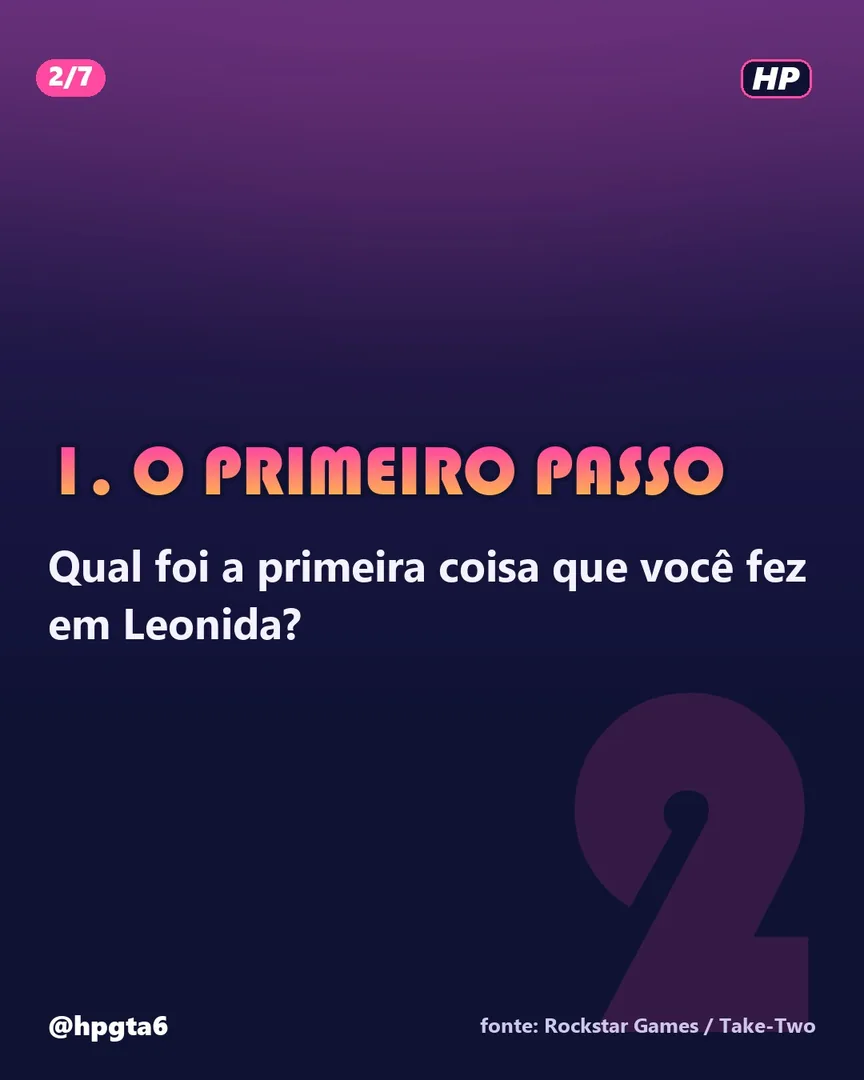 2/7
HP
1. O PRIMEIRO PASSO
Qual foi a primeira coisa que você fez
em Leonida?
2
@hpgta6
fonte: Rockstar Games / Take-Two